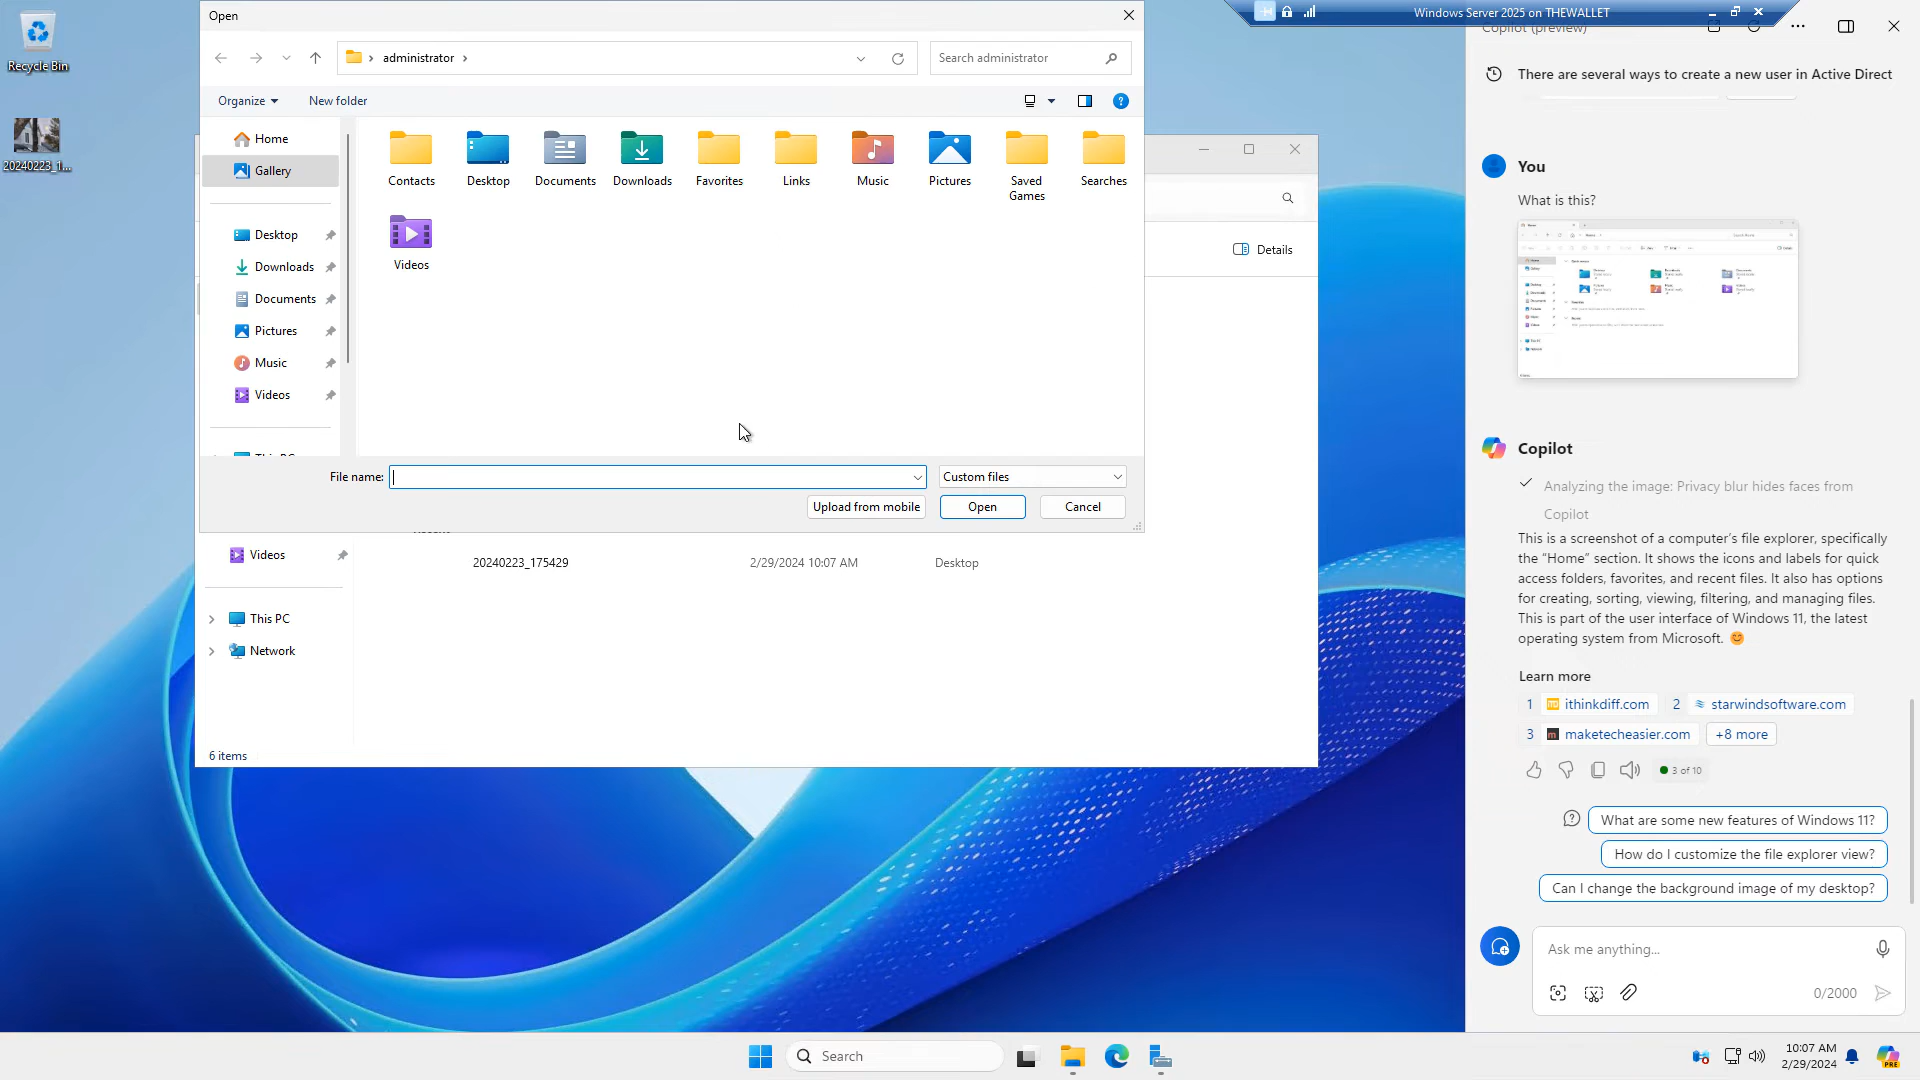 Recycle Bin
20240223_1...
Open
administrator
Search administrator
Organize
New folder
Home
Gallery
Desktop
Downloads
Documents
Pictures
Music
Videos
Contacts
Desktop
Documents
Downloads
Favorites
Links
Music
Pictures
Saved
Games
Searches
Videos
File name:
Custom files
Upload from mobile
Open
Cancel
Details
20240223_175429
2/29/2024 10:07 AM
Desktop
Videos
This PC
Network
6 items
Windows Server 2025 on THEWALLET
Copilot (preview)
There are several ways to create a new user in Active Direct
You
What is this?
Copilot
Analyzing the image: Privacy blur hides faces from
Copilot
This is a screenshot of a computer's file explorer, specifically
the “Home” section. It shows the icons and labels for quick
access folders, favorites, and recent files. It also has options
for creating, sorting, viewing, filtering, and managing files.
This is part of the user interface of Windows 11, the latest
operating system from Microsoft. 😊
Learn more
1 ithinkdiff.com 2 starwindsoftware.com
3 maketecheasier.com +8 more
3 of 10
What are some new features of Windows 11?
How do I customize the file explorer view?
Can I change the background image of my desktop?
Ask me anything...
0/2000
Search
10:07 AM
2/29/2024
PRE